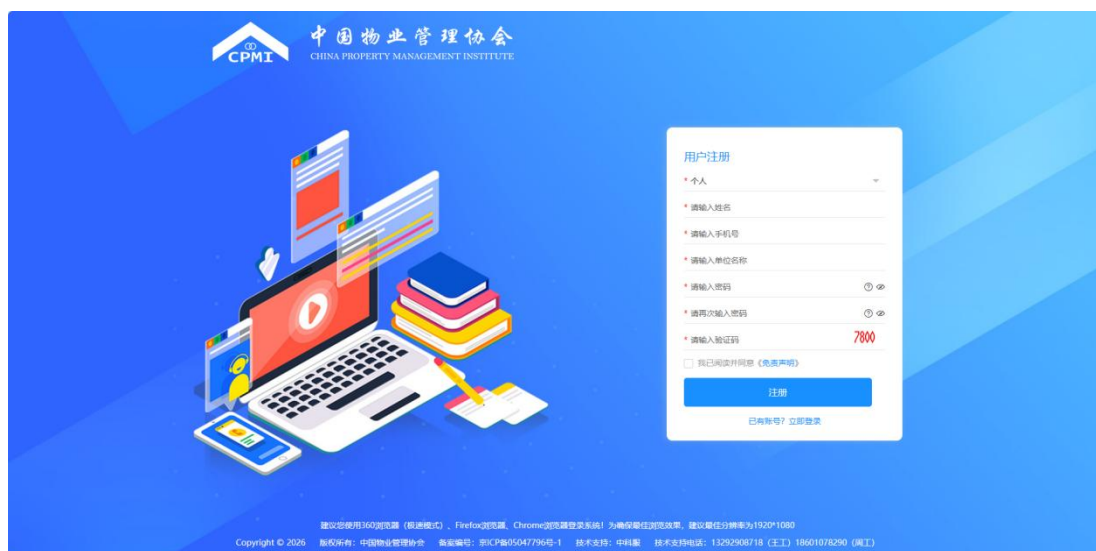 中国物业管理协会
CPMI
CHINA PROPERTY MANAGEMENT INSTITUTE
用户注册
* 个人
* 请输入姓名
* 请输入手机号
* 请输入单位名称
* 请输入密码
* 请再次输入密码
* 请输入验证码 7800
我已阅读并同意《免责声明》
注册
已有账号? 立即登录
建议您使用360浏览器（极速模式）、Firefox浏览器、Chrome浏览器登录系统! 为确保最佳浏览效果, 建议最佳分辨率为1920*1080
Copyright © 2026 版权所有：中国物业管理协会 备案编号：京ICP备05047796号-1 技术支持：中科服 技术支持电话：13292908718（王工）18601078290（周工）